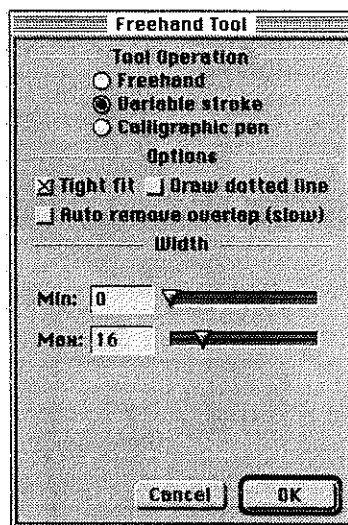 Freehand Tool
Tool Operation
Freehand
Variable stroke
Calligraphic pen
Options
Tight fit Draw dotted line
Auto remove overlap (slow)
Width
Min: 0
Max: 16
Cancel OK